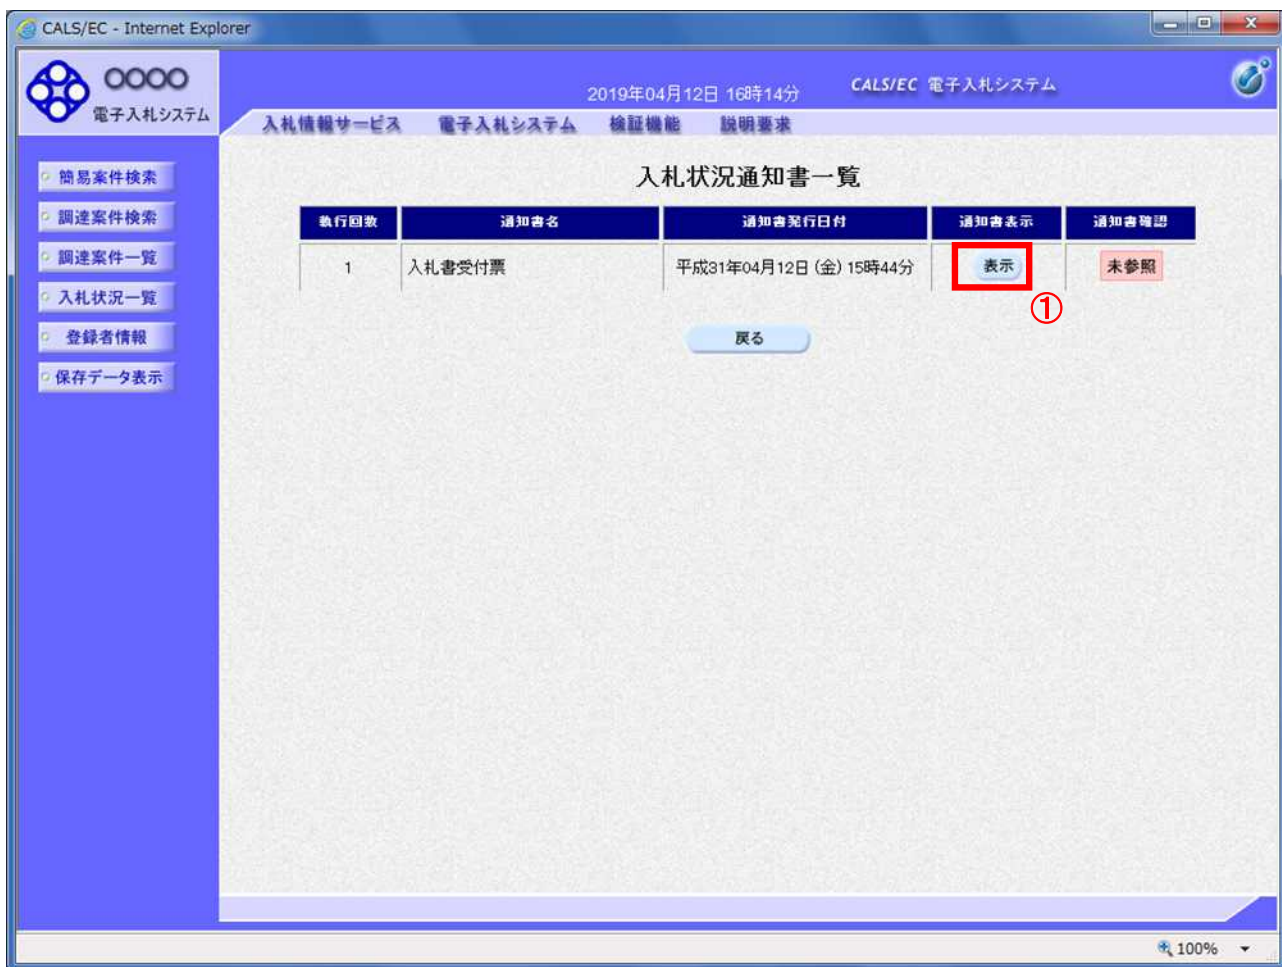 CALS/EC - Internet Explorer
OOOO
電子入札システム
2019年04月12日 16時14分
CALS/EC 電子入札システム
入札情報サービス 電子入札システム 検証機能 説明要求
簡易案件検索
調達案件検索
調達案件一覧
入札状況一覧
登録者情報
保存データ表示
入札状況通知書一覧
執行回数 通知書名 通知書発行日付 通知書表示 通知書確認
1 入札書受付票 平成31年04月12日 (金) 15時44分 表示 未参照
①
戻る
100%